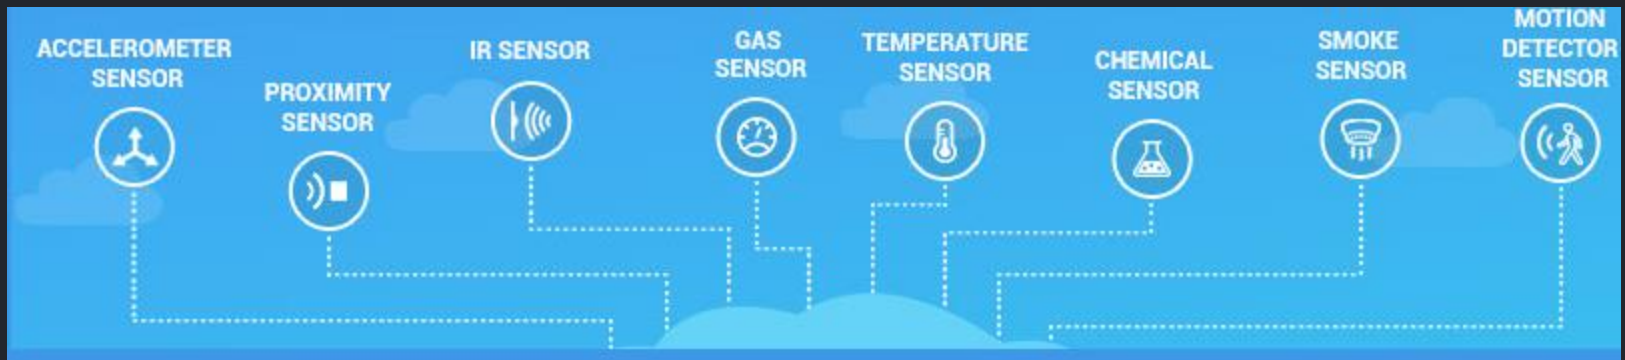 ACCELEROMETER
SENSOR
PROXIMITY
SENSOR
IR SENSOR
GAS
SENSOR
TEMPERATURE
SENSOR
CHEMICAL
SENSOR
SMOKE
SENSOR
MOTION
DETECTOR
SENSOR